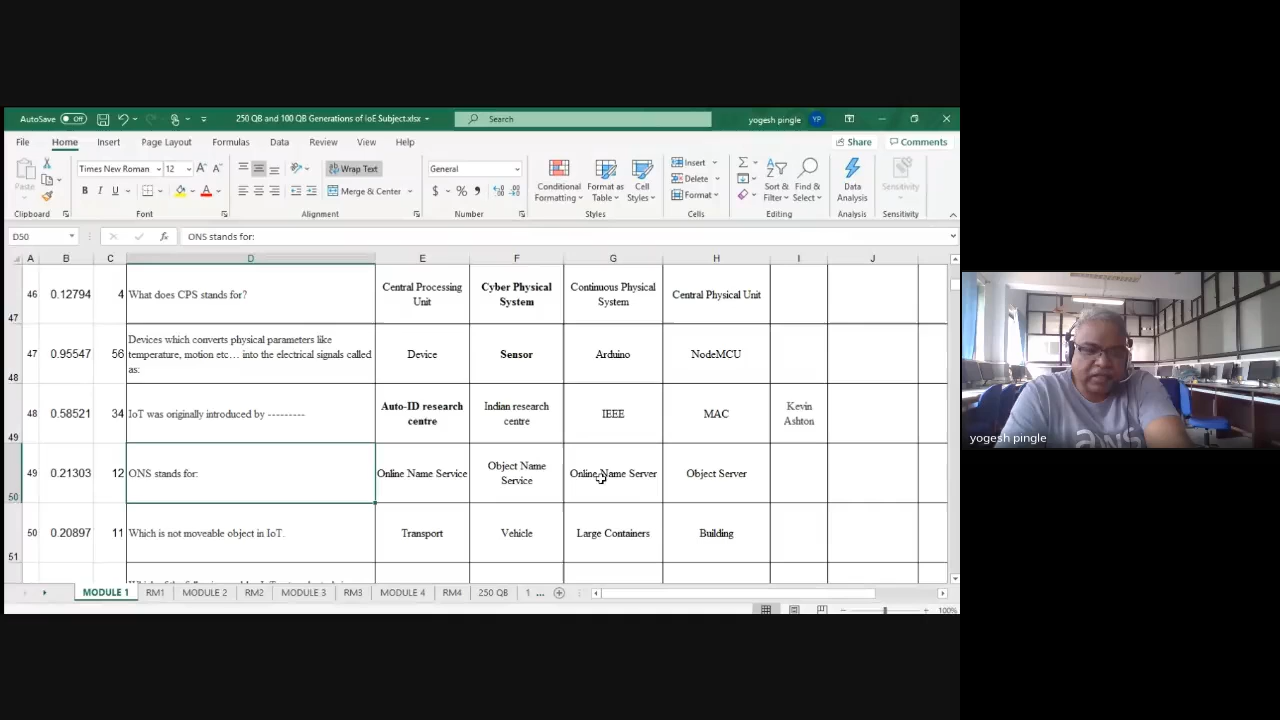 AutoSave Off
250 QB and 100 QB Generations of IoE Subject.xlsx
Search
yogesh pingle YP
File Home Insert Page Layout Formulas Data Review View Help
Share Comments
Paste
Clipboard
Times New Roman 12
B I U
Font
Wrap Text
Merge & Center
Alignment
General
$ % ,
Number
Conditional Formatting
Format as Table
Cell Styles
Styles
Insert
Delete
Format
Cells
Sort & Filter
Find & Select
Editing
Data Analysis
Analysis
Sensitivity
Sensitivity
D50 fx ONS stands for:
A B C D E F G H I J
46 0.12794 4 What does CPS stands for? Central Processing Unit Cyber Physical System Continuous Physical System Central Physical Unit
47
47 0.95547 56 Devices which converts physical parameters like
temperature, motion etc… into the electrical signals called
as:
Device Sensor Arduino NodeMCU
48
48 0.58521 34 IoT was originally introduced by --------- Auto-ID research centre Indian research centre IEEE MAC Kevin Ashton
49
49 0.21303 12 ONS stands for: Online Name Service Object Name Service Online Name Server Object Server
50
50 0.20897 11 Which is not moveable object in IoT. Transport Vehicle Large Containers Building
51
MODULE 1 RM1 MODULE 2 RM2 MODULE 3 RM3 MODULE 4 RM4 250 QB 1 ...
100%
yogesh pingle